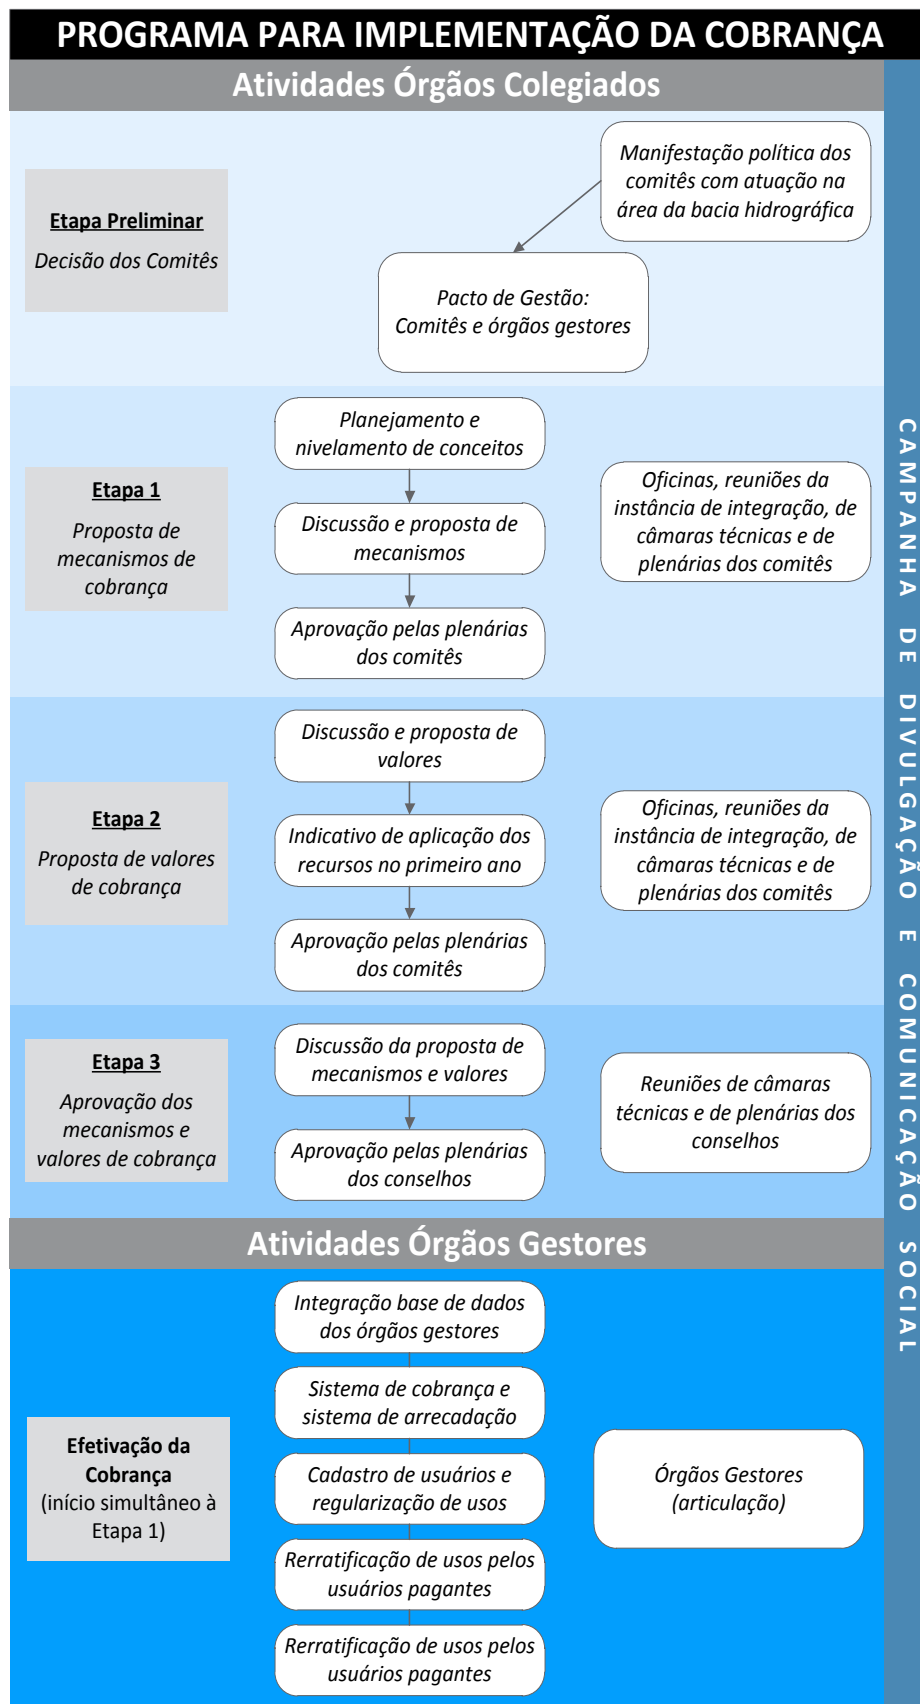 PROGRAMA PARA IMPLEMENTAÇÃO DA COBRANÇA
Atividades Órgãos Colegiados
Etapa Preliminar
Decisão dos Comitês
Manifestação política dos
comitês com atuação na
área da bacia hidrográfica
Pacto de Gestão:
Comitês e órgãos gestores
Etapa 1
Proposta de
mecanismos de
cobrança
Planejamento e
nivelamento de conceitos
Discussão e proposta de
mecanismos
Aprovação pelas plenárias
dos comitês
Oficinas, reuniões da
instância de integração, de
câmaras técnicas e de
plenárias dos comitês
Etapa 2
Proposta de valores
de cobrança
Discussão e proposta de
valores
Indicativo de aplicação dos
recursos no primeiro ano
Aprovação pelas plenárias
dos comitês
Oficinas, reuniões da
instância de integração, de
câmaras técnicas e de
plenárias dos comitês
Etapa 3
Aprovação dos
mecanismos e
valores de cobrança
Discussão da proposta de
mecanismos e valores
Aprovação pelas plenárias
dos conselhos
Reuniões de câmaras
técnicas e de plenárias dos
conselhos
Atividades Órgãos Gestores
Efetivação da
Cobrança
(início simultâneo à
Etapa 1)
Integração base de dados
dos órgãos gestores
Sistema de cobrança e
sistema de arrecadação
Cadastro de usuários e
regularização de usos
Rerratificação de usos pelos
usuários pagantes
Rerratificação de usos pelos
usuários pagantes
Órgãos Gestores
(articulação)
CAMPANHA DE DIVULGAÇÃO E COMUNICAÇÃO SOCIAL